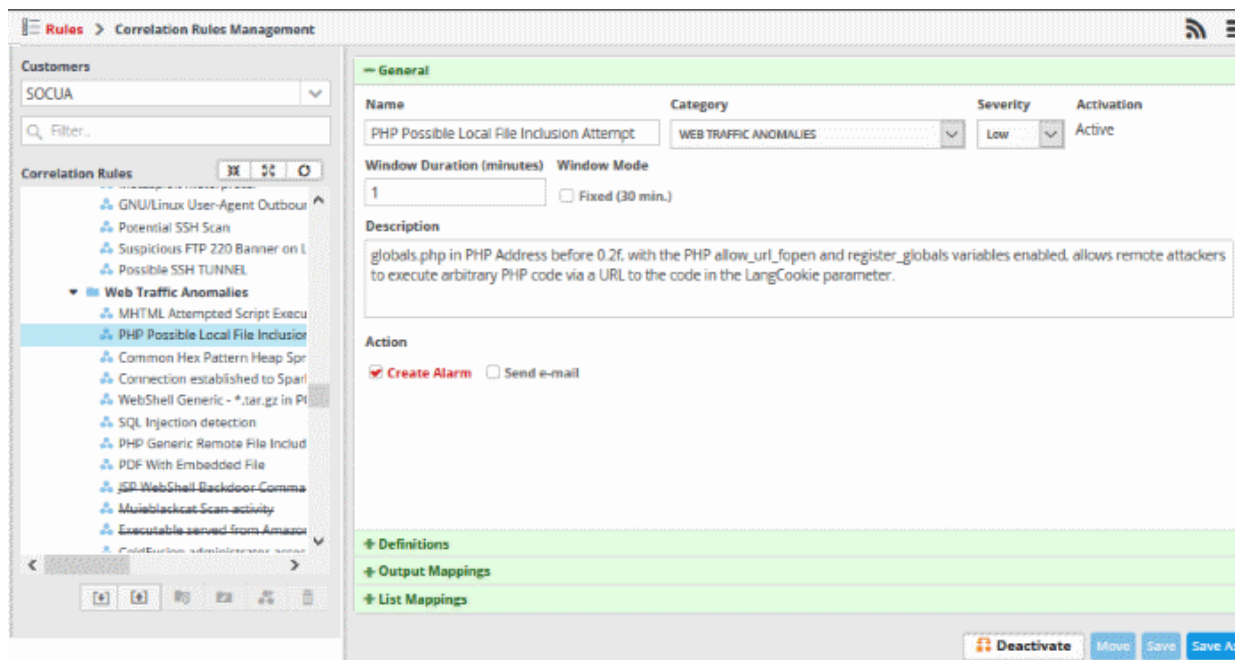 Rules > Correlation Rules Management
Customers
SOCUA
Filter..
Correlation Rules
GNU/Linux User-Agent Outbour
Potential SSH Scan
Suspicious FTP 220 Banner on L
Possible SSH TUNNEL
Web Traffic Anomalies
MHTML Attempted Script Execu
PHP Possible Local File Inclusion
Common Hex Pattern Heap Spr
Connection established to Spar
WebShell Generic - *.tar.gz in P
SQL Injection detection
PHP Generic Remote File Includ
PDF With Embedded File
JSP WebShell Backdoor Comma
Muieblackcat Scan activity
Executable served from Amazon
ColdFusion administrator acces
General
Name Category Severity Activation
PHP Possible Local File Inclusion Attempt WEB TRAFFIC ANOMALIES Low Active
Window Duration (minutes) Window Mode
1 Fixed (30 min.)
Description
globals.php in PHP Address before 0.2f, with the PHP allow_url_fopen and register_globals variables enabled, allows remote attackers
to execute arbitrary PHP code via a URL to the code in the LangCookie parameter.
Action
Create Alarm Send e-mail
+ Definitions
+ Output Mappings
+ List Mappings
Deactivate Move Save Save As